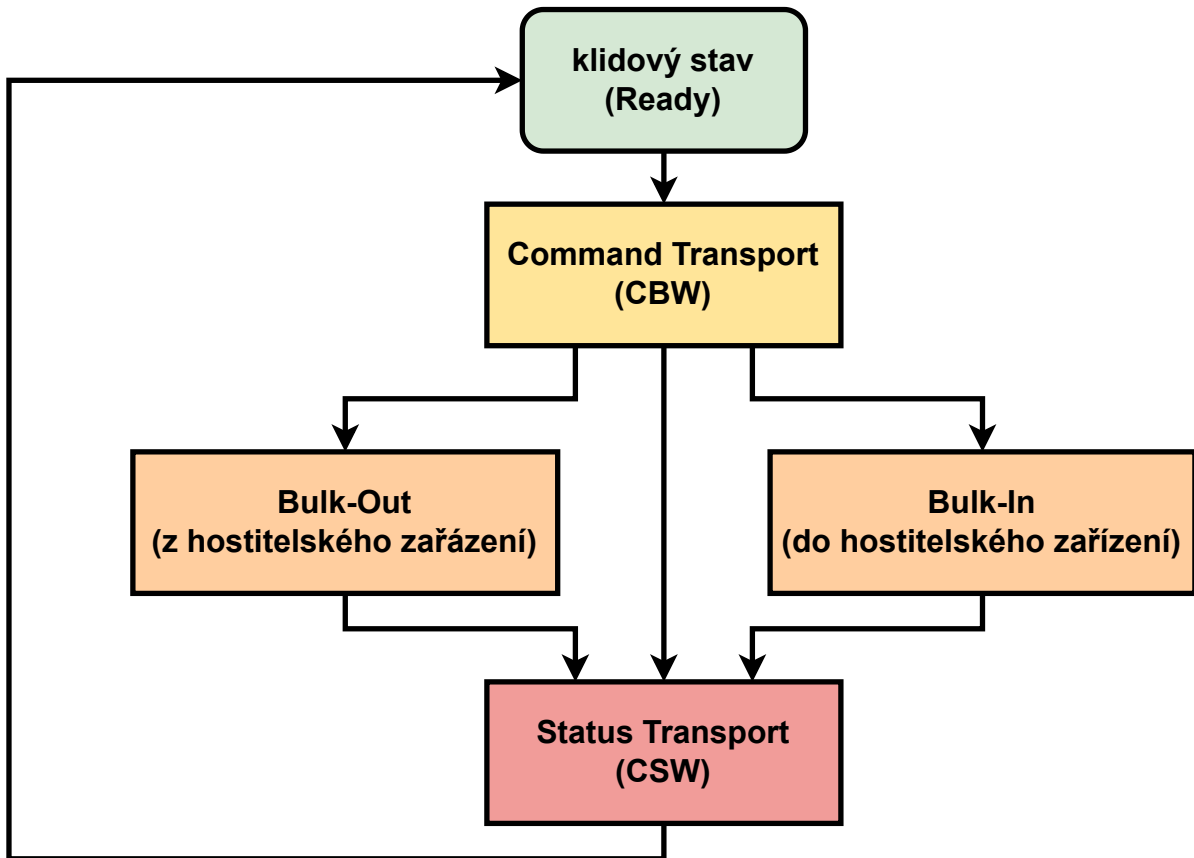 klidový stav
(Ready)
Command Transport
(CBW)
Bulk-Out
(z hostitelského zařázení)
Bulk-In
(do hostitelského zařízení)
Status Transport
(CSW)